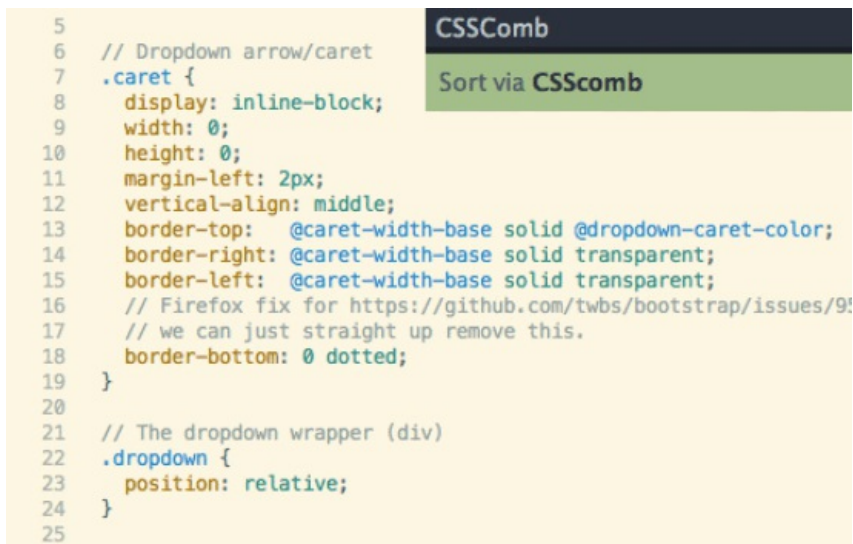 5
CSSComb
6 // Dropdown arrow/caret
7 .caret {
Sort via CSScomb
8 display: inline-block;
9 width: 0;
10 height: 0;
11 margin-left: 2px;
12 vertical-align: middle;
13 border-top:   @caret-width-base solid @dropdown-caret-color;
14 border-right: @caret-width-base solid transparent;
15 border-left:  @caret-width-base solid transparent;
16 // Firefox fix for https://github.com/twbs/bootstrap/issues/95
17 // we can just straight up remove this.
18 border-bottom: 0 dotted;
19 }
20
21 // The dropdown wrapper (div)
22 .dropdown {
23 position: relative;
24 }
25